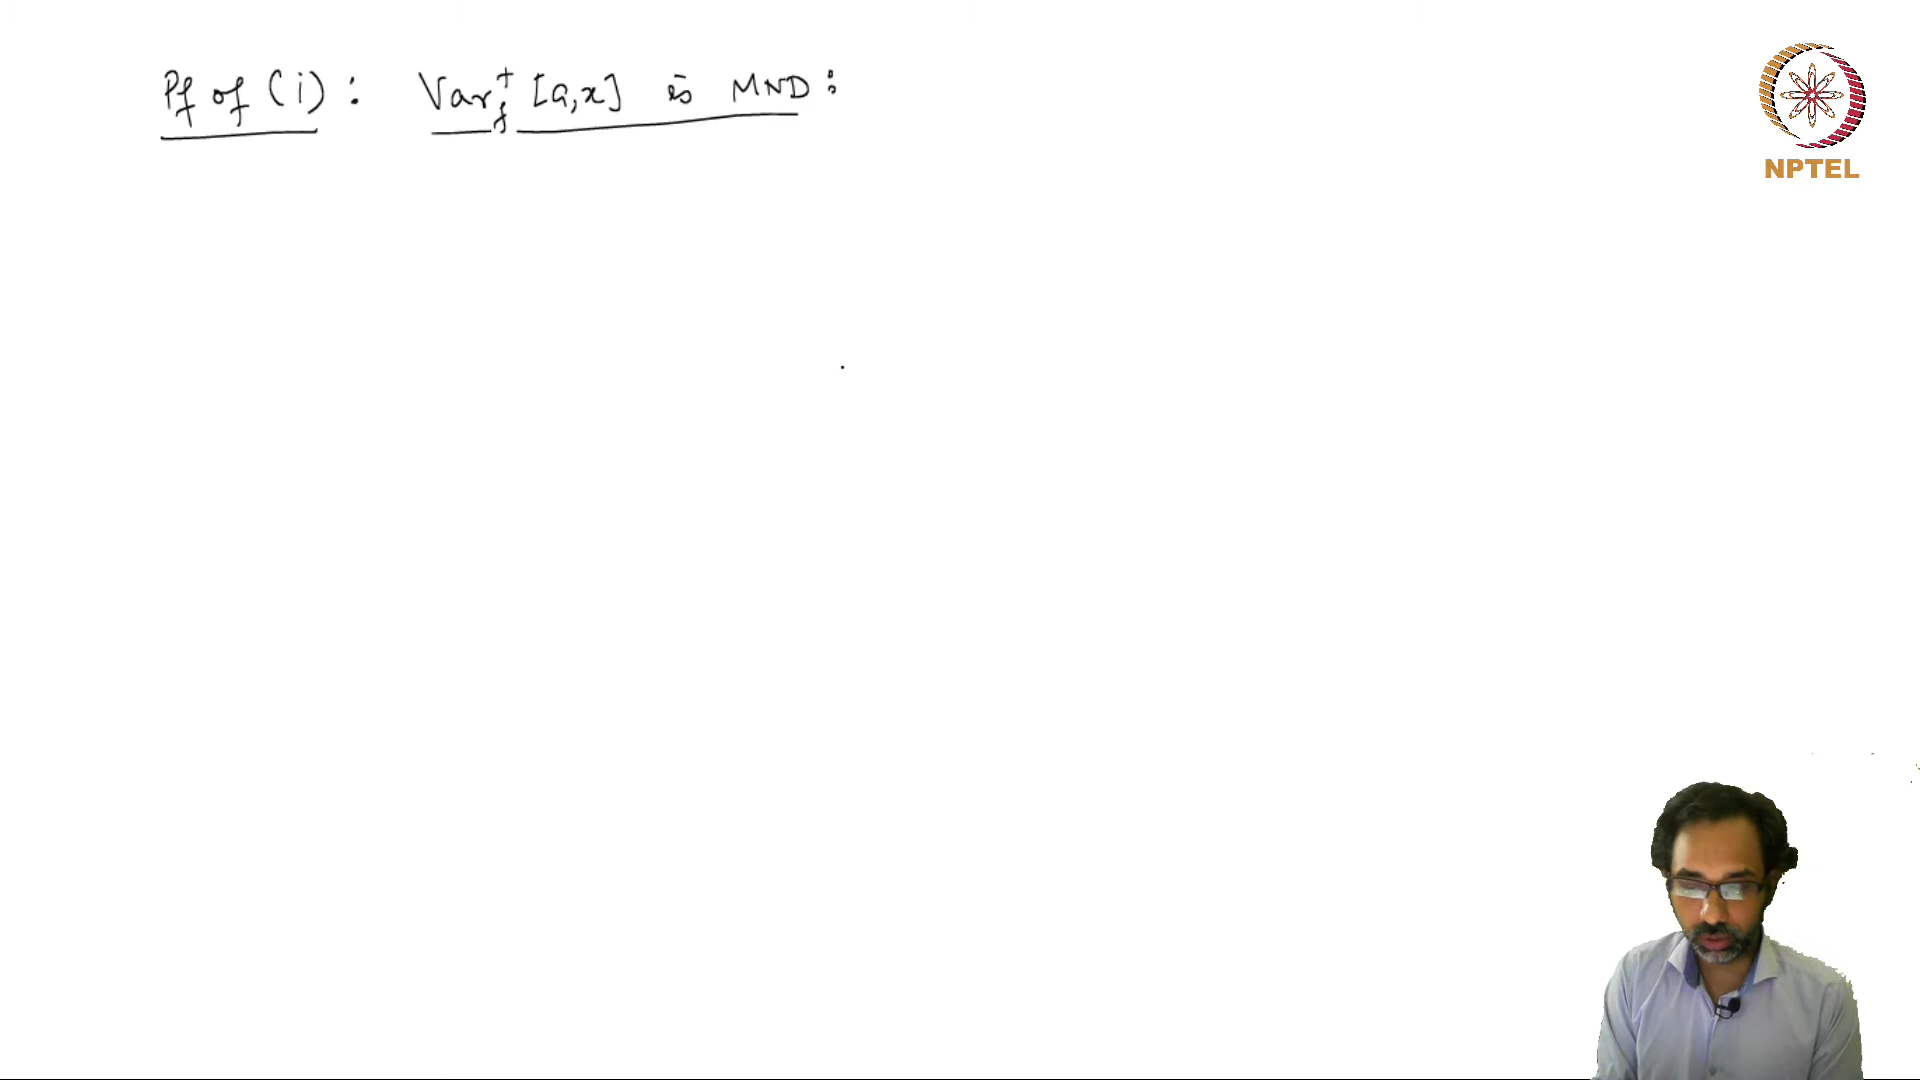 Pf of (i): Var_f^+ [a,x] is MND:
NPTEL